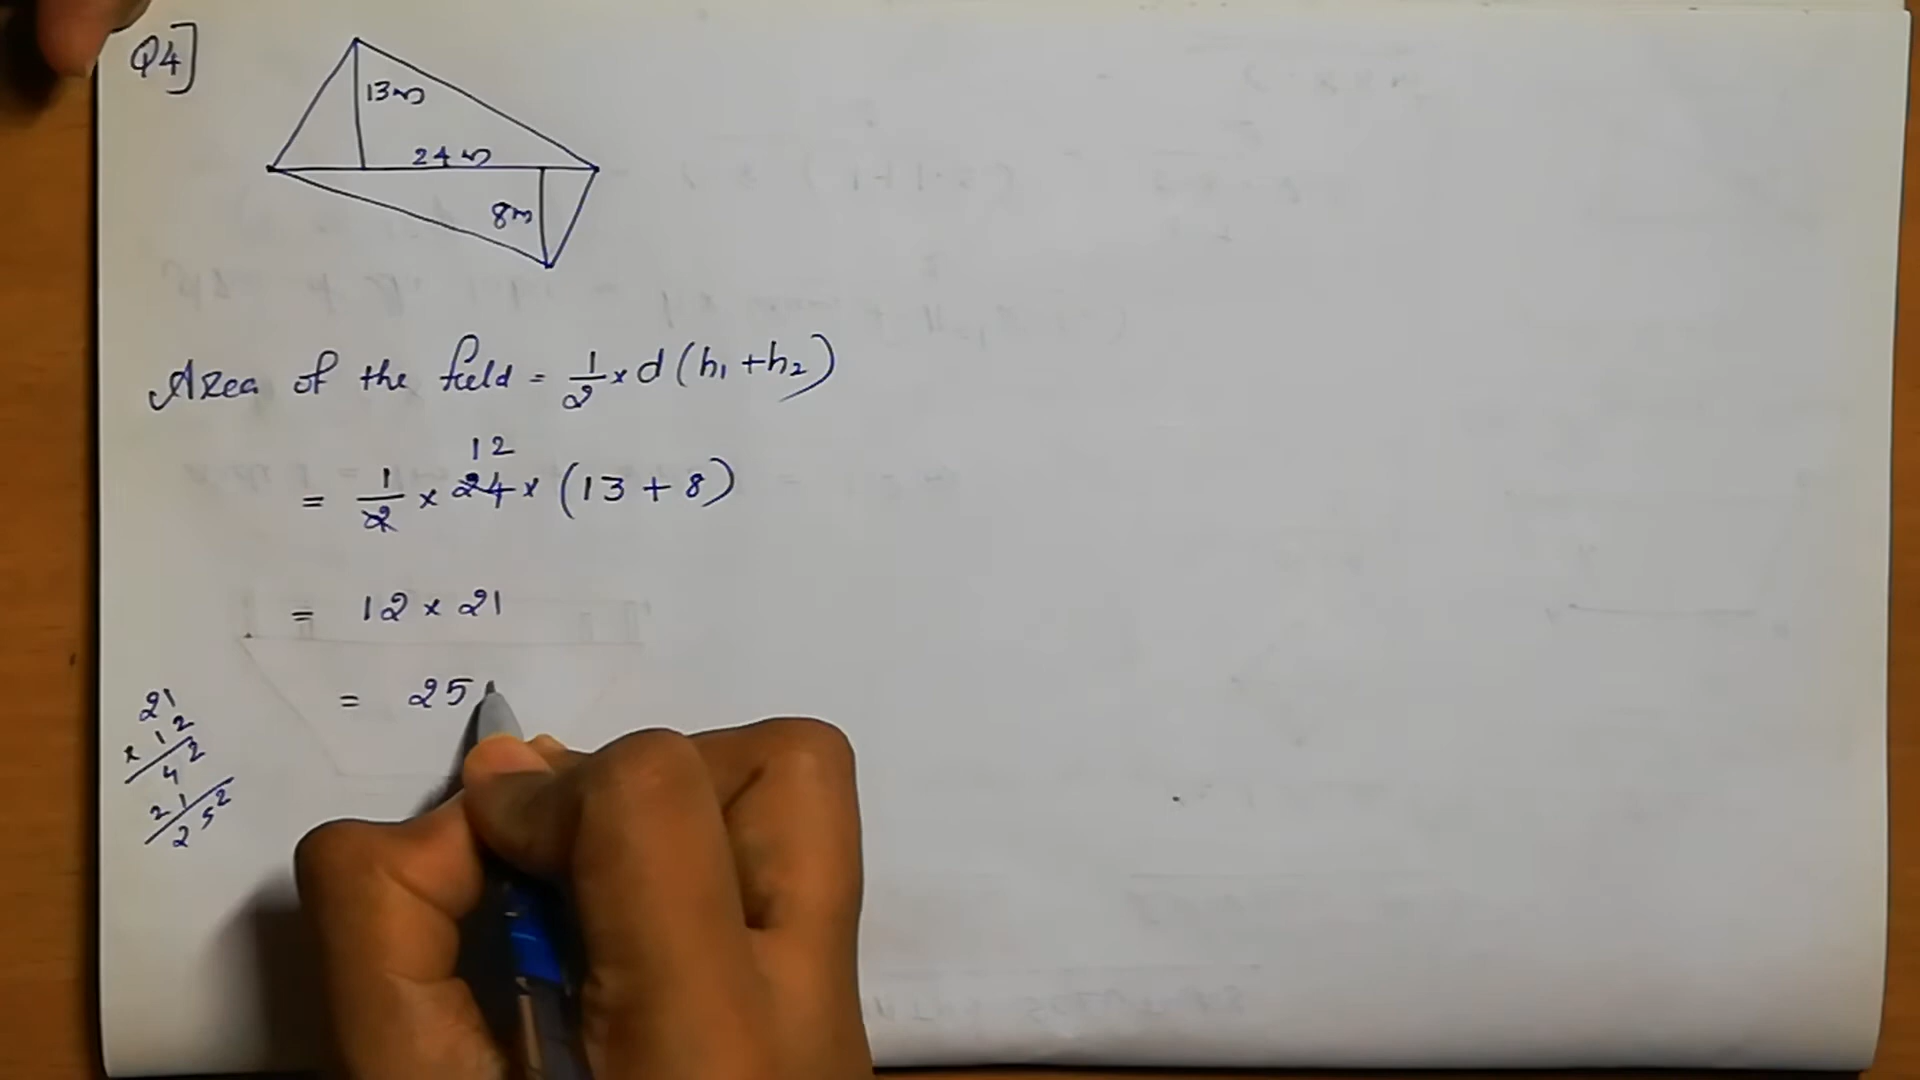 Q4]
13m
24m
8m
Area of the field = 1/2 × d (h₁ + h₂)
12
= 1/2 × 24 × (13 + 8)
= 12 × 21
= 25
21
× 12
42
21
252